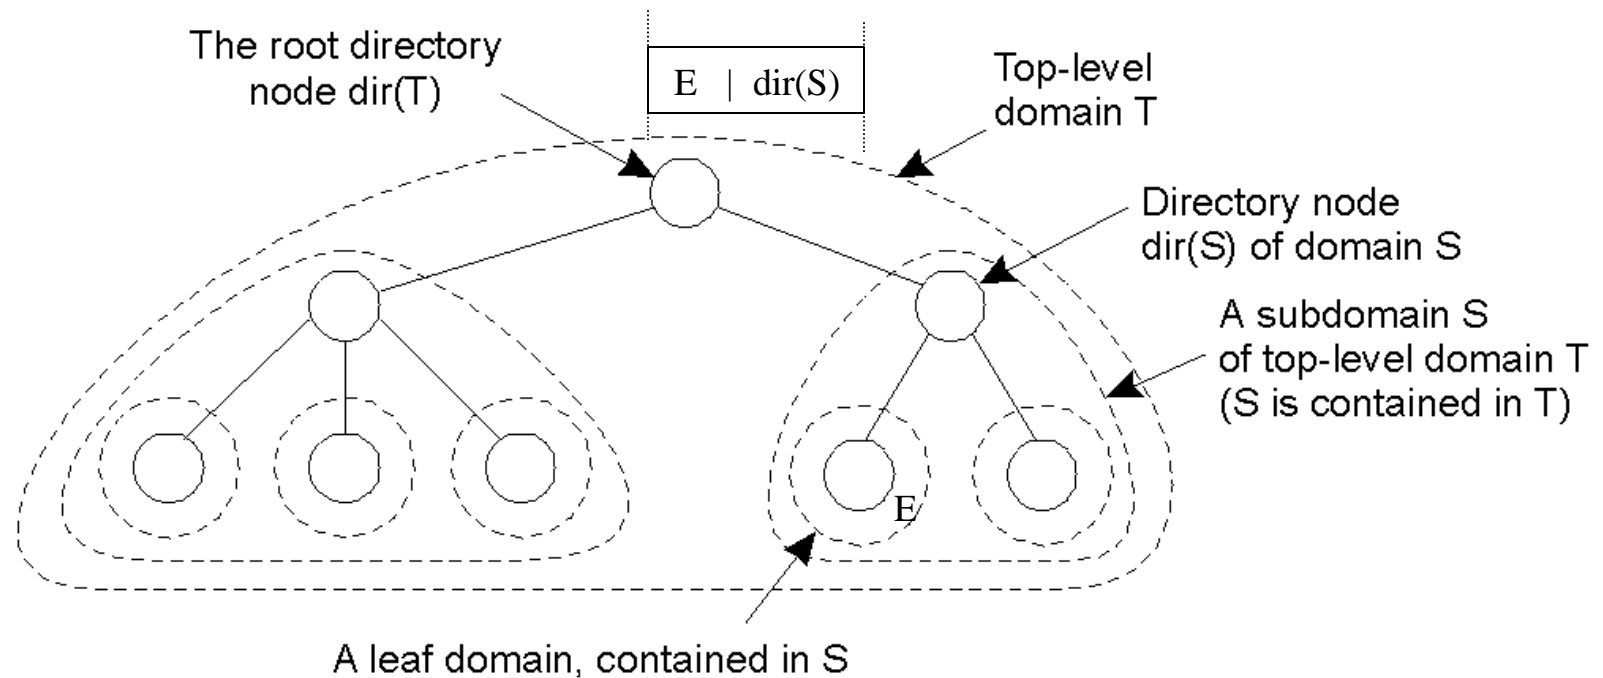 The root directory
node dir(T)
E | dir(S)
Top-level
domain T
Directory node
dir(S) of domain S
A subdomain S
of top-level domain T
(S is contained in T)
E
A leaf domain, contained in S